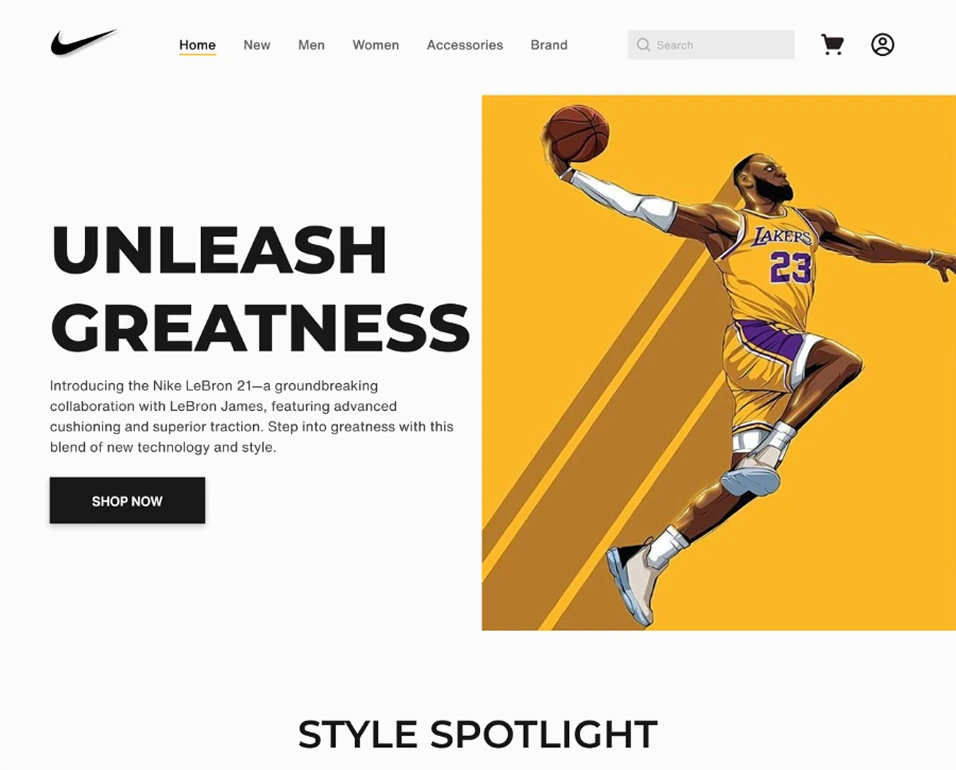 Home New Men Women Accessories Brand Search
UNLEASH
GREATNESS
Introducing the Nike LeBron 21—a groundbreaking
collaboration with LeBron James, featuring advanced
cushioning and superior traction. Step into greatness with this
blend of new technology and style.
SHOP NOW
LAKERS
23
STYLE SPOTLIGHT